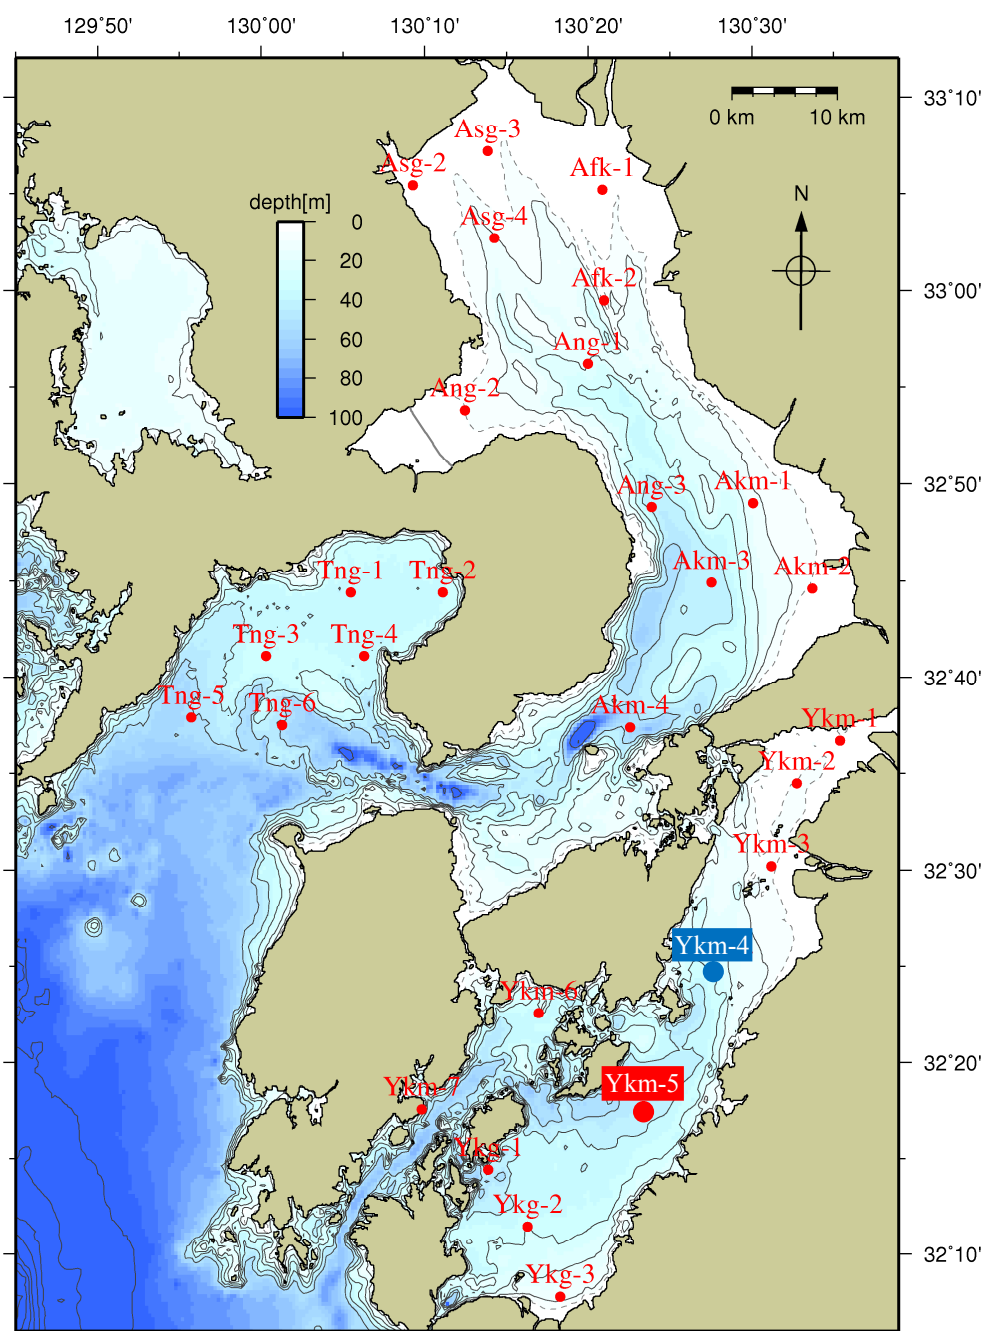 129°50' 130°00' 130°10' 130°20' 130°30'
33°10'
0 km 10 km
Asg-3
Asg-2
Afk-1
depth[m]
N
0
Asg-4
20
40
60
80
100
Afk-2
33°00'
Ang-1
Ang-2
32°50'
Ang-3
Akm-1
Akm-3
Akm-2
Tng-1
Tng-2
Tng-3
Tng-4
32°40'
Tng-5
Tng-6
Akm-4
Ykm-1
Ykm-2
Ykm-3
32°30'
Ykm-4
Ykm-6
32°20'
Ykm-5
Ykm-7
Ykg-1
Ykg-2
32°10'
Ykg-3